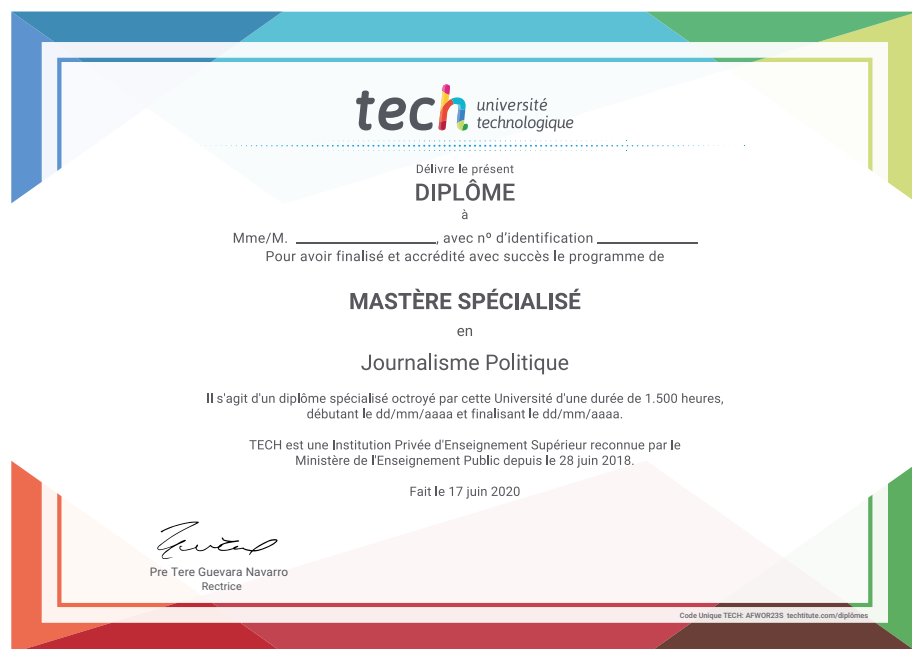 tech université
technologique
Délivre le présent
DIPLÔME
à
Mme/M. ____________________, avec nº d'identification ______________
Pour avoir finalisé et accrédité avec succès le programme de
MASTÈRE SPÉCIALISÉ
en
Journalisme Politique
Il s'agit d'un diplôme spécialisé octroyé par cette Université d'une durée de 1.500 heures,
débutant le dd/mm/aaaa et finalisant le dd/mm/aaaa.
TECH est une Institution Privée d'Enseignement Supérieur reconnue par le
Ministère de l'Enseignement Public depuis le 28 juin 2018.
Fait le 17 juin 2020
Pre Tere Guevara Navarro
Rectrice
Code Unique TECH: AFWOR23S techtitute.com/diplômes